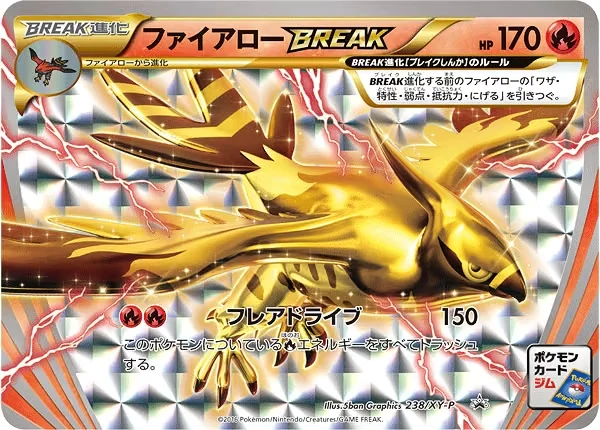 BREAK進化
ファイアローBREAK
HP 170
ファイアローから進化
BREAK進化【ブレイクしんか】のルール
BREAK進化する前のファイアローの「ワザ・
特性・弱点・抵抗力・にげる」を引きつぐ。
フレアドライブ 150
このポケモンについている エネルギーをすべてトラッシュ
する。
ポケモン
カード
ジム
Illus.5ban Graphics 238/XY-P
©2016 Pokémon/Nintendo/Creatures/GAME FREAK.